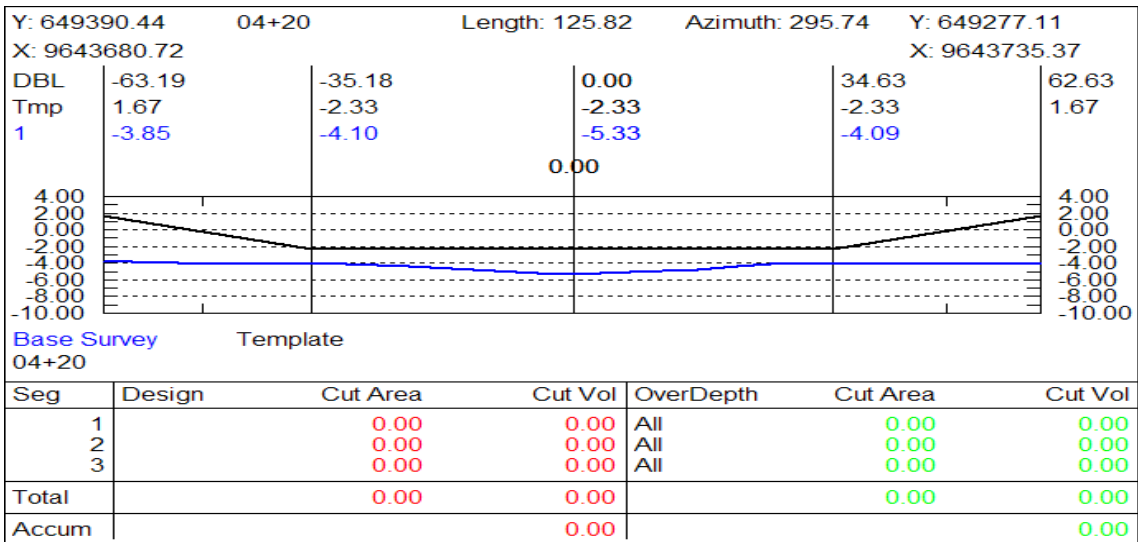 Y: 649390.44 04+20 Length: 125.82 Azimuth: 295.74 Y: 649277.11
X: 9643680.72 X: 9643735.37
DBL -63.19 -35.18 0.00 34.63 62.63
Tmp 1.67 -2.33 -2.33 -2.33 1.67
1 -3.85 -4.10 -5.33 -4.09
0.00
4.00 4.00
2.00 2.00
0.00 0.00
-2.00 -2.00
-4.00 -4.00
-6.00 -6.00
-8.00 -8.00
-10.00 -10.00
Base Survey Template
04+20
Seg Design Cut Area Cut Vol OverDepth Cut Area Cut Vol
1 0.00 0.00 All 0.00 0.00
2 0.00 0.00 All 0.00 0.00
3 0.00 0.00 All 0.00 0.00
Total 0.00 0.00 0.00 0.00
Accum 0.00 0.00